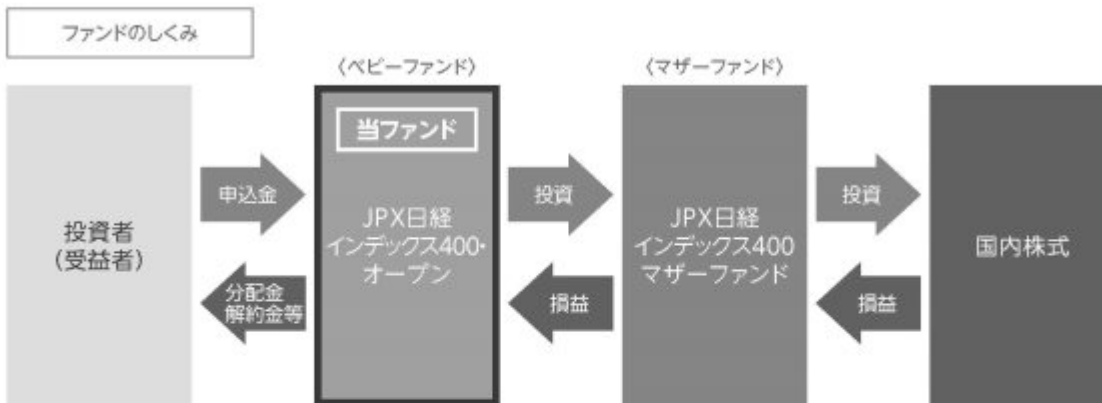 ファンドのしくみ
〈ベビーファンド〉
〈マザーファンド〉
投資者
(受益者)
申込金
分配金
解約金等
当ファンド
JPX日経
インデックス400・
オープン
投資
損益
JPX日経
インデックス400
マザーファンド
投資
損益
国内株式